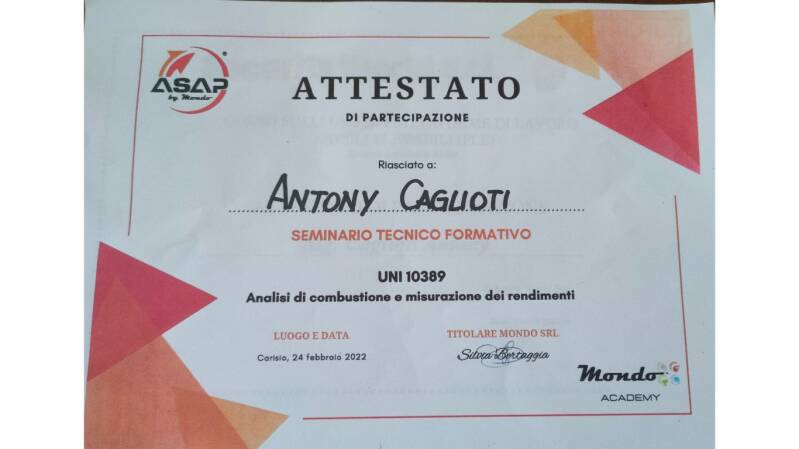 ASAP
by Mondo
ATTESTATO
DI PARTECIPAZIONE
Riasciato a:
ANTONY CAGLIOTI
SEMINARIO TECNICO FORMATIVO
UNI 10389
Analisi di combustione e misurazione dei rendimenti
LUOGO E DATA
TITOLARE MONDO SRL
Carisio, 24 febbraio 2022
Silvia Bertaggia
Mondo
ACADEMY